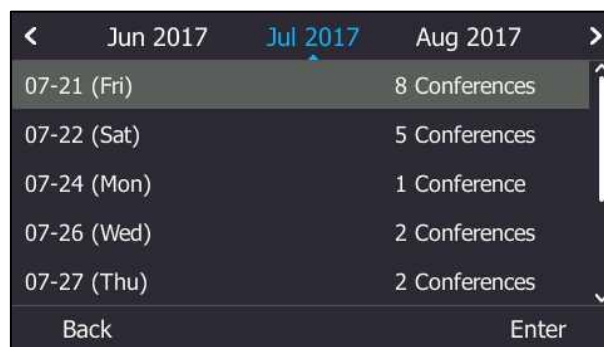 Jun 2017 Jul 2017 Aug 2017
07-21 (Fri) 8 Conferences
07-22 (Sat) 5 Conferences
07-24 (Mon) 1 Conference
07-26 (Wed) 2 Conferences
07-27 (Thu) 2 Conferences
Back Enter